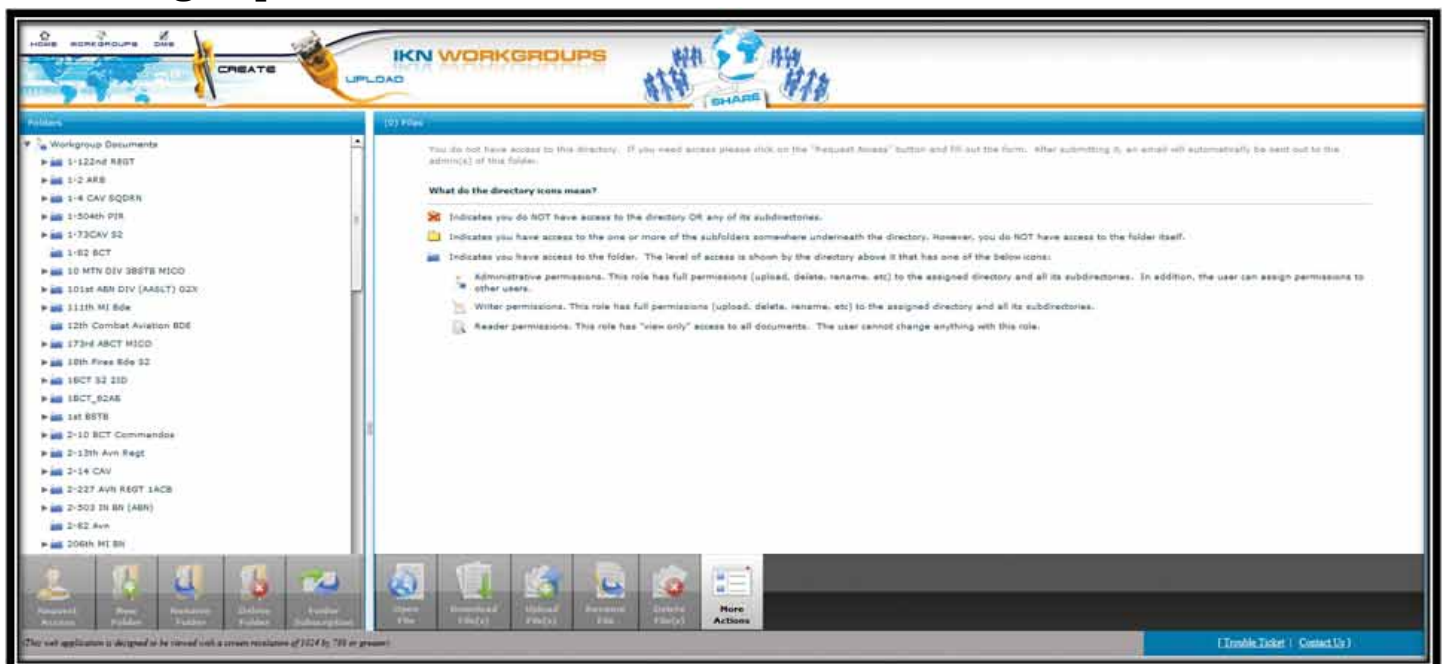 HOME WORKGROUPS DMS
CREATE
UPLOAD
IKN WORKGROUPS
SHARE
Folders
(0) Files
Workgroup Documents
1-122nd REGT
1-2 ARB
1-4 CAV SQDRN
1-504th PIR
1-73CAV S2
1-82 BCT
10 MTN DIV 3BSTB MICO
101st ABN DIV (AASLT) G2X
111th MI Bde
12th Combat Aviation BDE
173rd ABCT MICO
18th Fires Bde S2
1BCT S2 2ID
1BCT_82AB
1st BSTB
2-10 BCT Commandos
2-13th Avn Regt
2-14 CAV
2-227 AVN REGT 1ACB
2-503 IN BN (ABN)
2-82 Avn
206th MI BN
You do not have access to this directory. If you need access please click on the "Request Access" button and fill out the form. After submitting it, an email will automatically be sent out to the
admin(s) of this folder.
What do the directory icons mean?
Indicates you do NOT have access to the directory OR any of its subdirectories.
Indicates you have access to the one or more of the subfolders somewhere underneath the directory. However, you do NOT have access to the folder itself.
Indicates you have access to the folder. The level of access is shown by the directory above it that has one of the below icons:
Administrative permissions. This role has full permissions (upload, delete, rename, etc) to the assigned directory and all its subdirectories. In addition, the user can assign permissions to
other users.
Writer permissions. This role has full permissions (upload, delete, rename, etc) to the assigned directory and all its subdirectories.
Reader permissions. This role has "view only" access to all documents. The user cannot change anything with this role.
Request Access
New Folder
Rename Folder
Delete Folder
Folder Subscription
Open File
Download File(s)
Upload File(s)
Rename File
Delete File(s)
More Actions
(This web application is designed to be viewed with a screen resolution of 1024 by 768 or greater)
[ Trouble Ticket | Contact Us ]